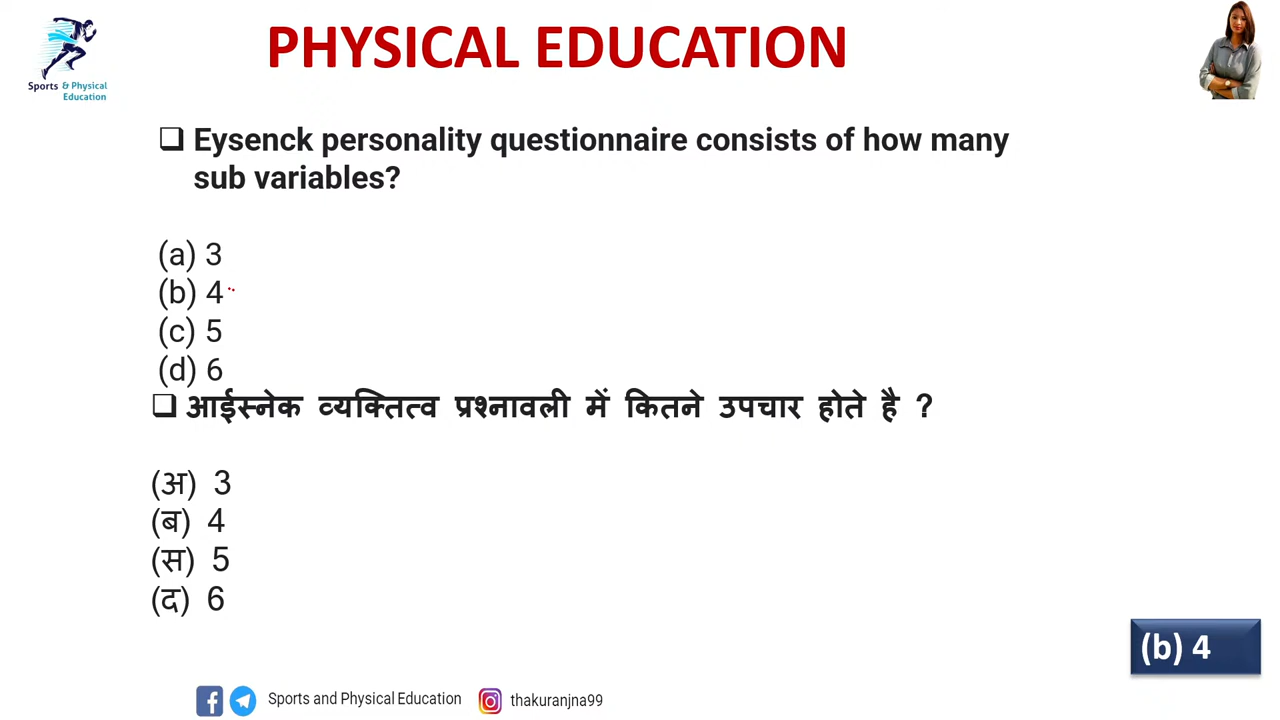 PHYSICAL EDUCATION
Sports & Physical
Education
❑ Eysenck personality questionnaire consists of how many
sub variables?
(a) 3
(b) 4
(c) 5
(d) 6
❑ आईस्नेक व्यक्तित्व प्रश्नावली में कितने उपचार होते है ?
(अ) 3
(ब) 4
(स) 5
(द) 6
(b) 4
Sports and Physical Education thakuranjna99